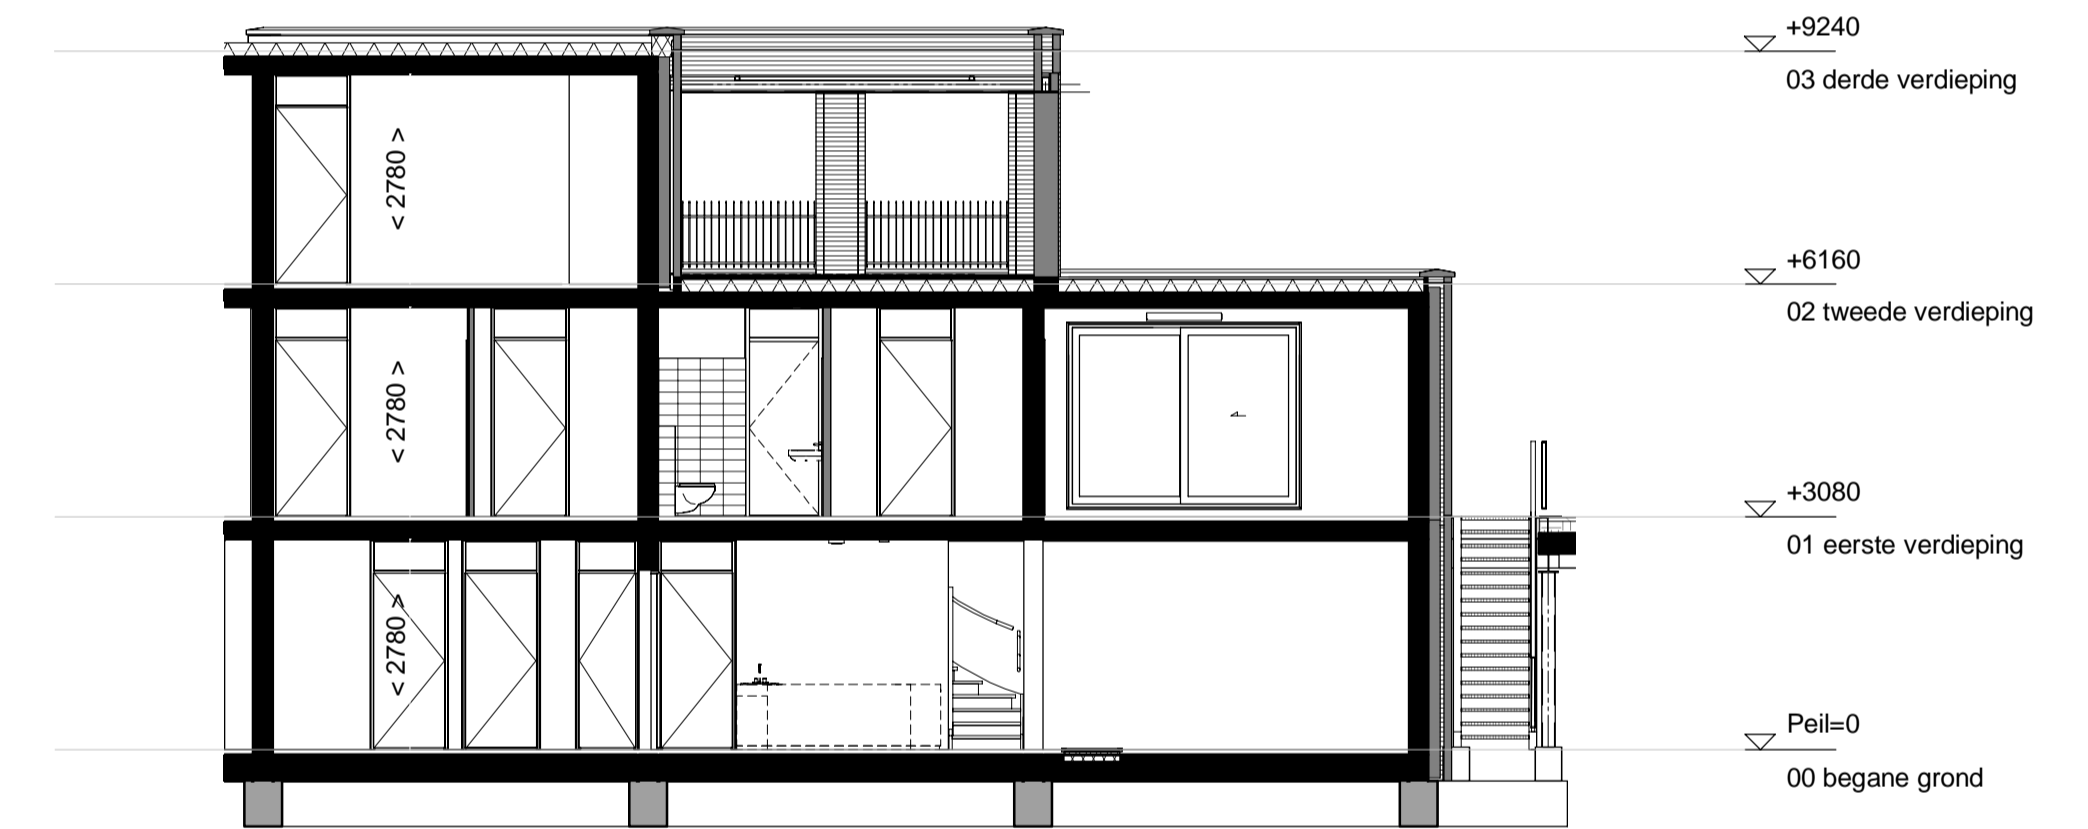 +9240
03 derde verdieping
< 2780 >
+6160
02 tweede verdieping
< 2780 >
+3080
01 eerste verdieping
< 2780 >
Peil=0
00 begane grond